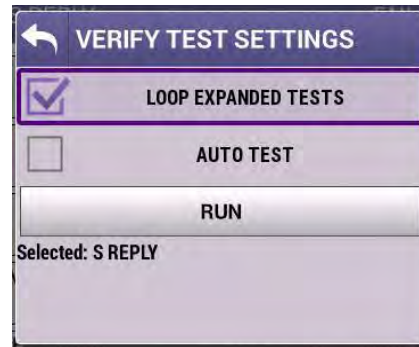 VERIFY TEST SETTINGS
LOOP EXPANDED TESTS
AUTO TEST
RUN
Selected: S REPLY